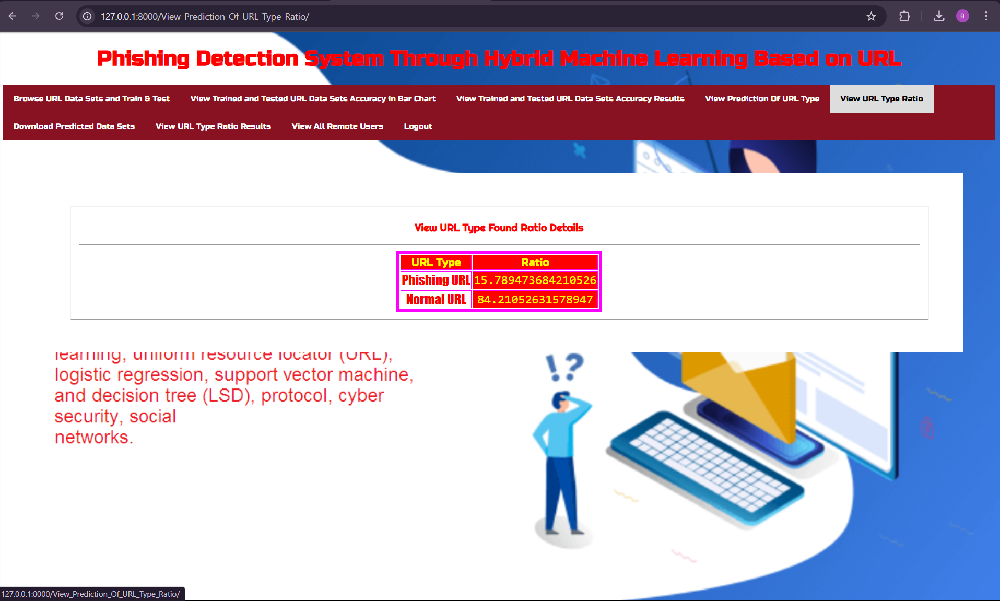 127.0.0.1:8000/View_Prediction_Of_URL_Type_Ratio/
R
Phishing Detection System Through Hybrid Machine Learning Based on URL
Browse URL Data Sets and Train & Test View Trained and Tested URL Data Sets Accuracy in Bar Chart View Trained and Tested URL Data Sets Accuracy Results View Prediction Of URL Type View URL Type Ratio
Download Predicted Data Sets View URL Type Ratio Results View All Remote Users Logout
View URL Type Found Ratio Details
URL Type Ratio
Phishing URL 15.789473684210526
Normal URL 84.21052631578947
learning, uniform resource locator (URL),
logistic regression, support vector machine,
and decision tree (LSD), protocol, cyber
security, social
networks.
!?
127.0.0.1:8000/View_Prediction_Of_URL_Type_Ratio/